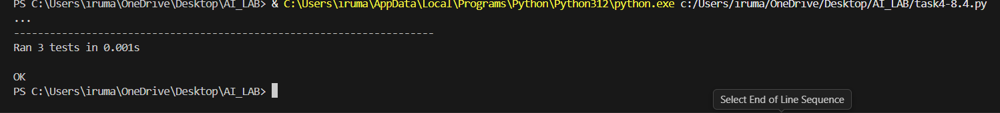 PS C:\Users\iruma\OneDrive\Desktop\AI_LAB> & C:\Users\iruma\AppData\Local\Programs\Python\Python312\python.exe c:/Users/iruma/OneDrive/Desktop/AI_LAB/task4-8.4.py
...
----------------------------------------------------------------------
Ran 3 tests in 0.001s
OK
PS C:\Users\iruma\OneDrive\Desktop\AI_LAB>
Select End of Line Sequence